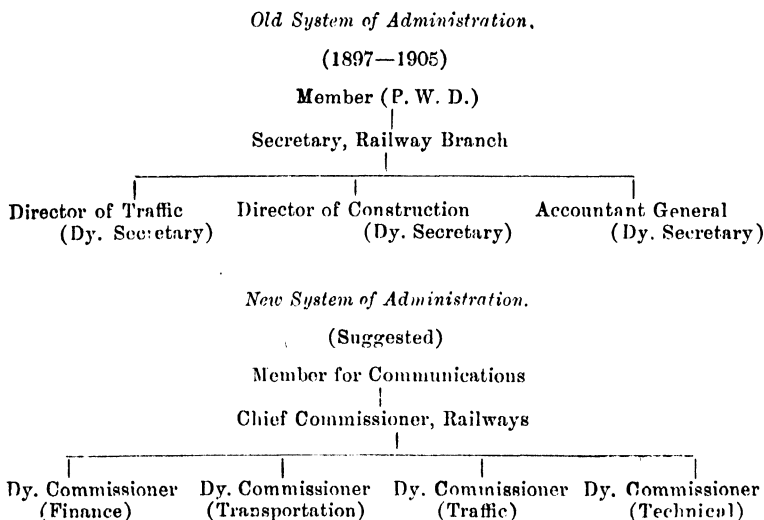 Old System of Administration.
(1897—1905)
Member (P. W. D.)
Secretary, Railway Branch
Director of Traffic Director of Construction Accountant General
(Dy. Secretary) (Dy. Secretary) (Dy. Secretary)
New System of Administration.
(Suggested)
Member for Communications
Chief Commissioner, Railways
Dy. Commissioner Dy. Commissioner Dy. Commissioner Dy. Commissioner
(Finance) (Transportation) (Traffic) (Technical)